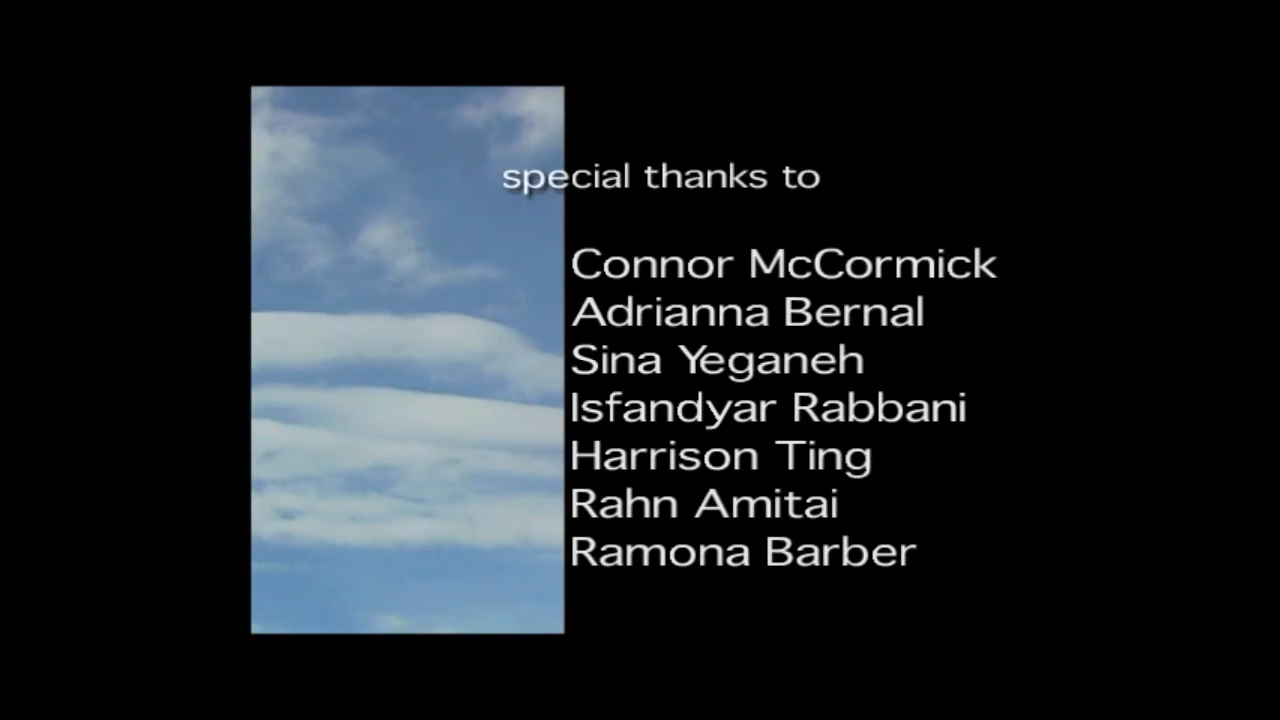 special thanks to
Connor McCormick
Adrianna Bernal
Sina Yeganeh
Isfandyar Rabbani
Harrison Ting
Rahn Amitai
Ramona Barber